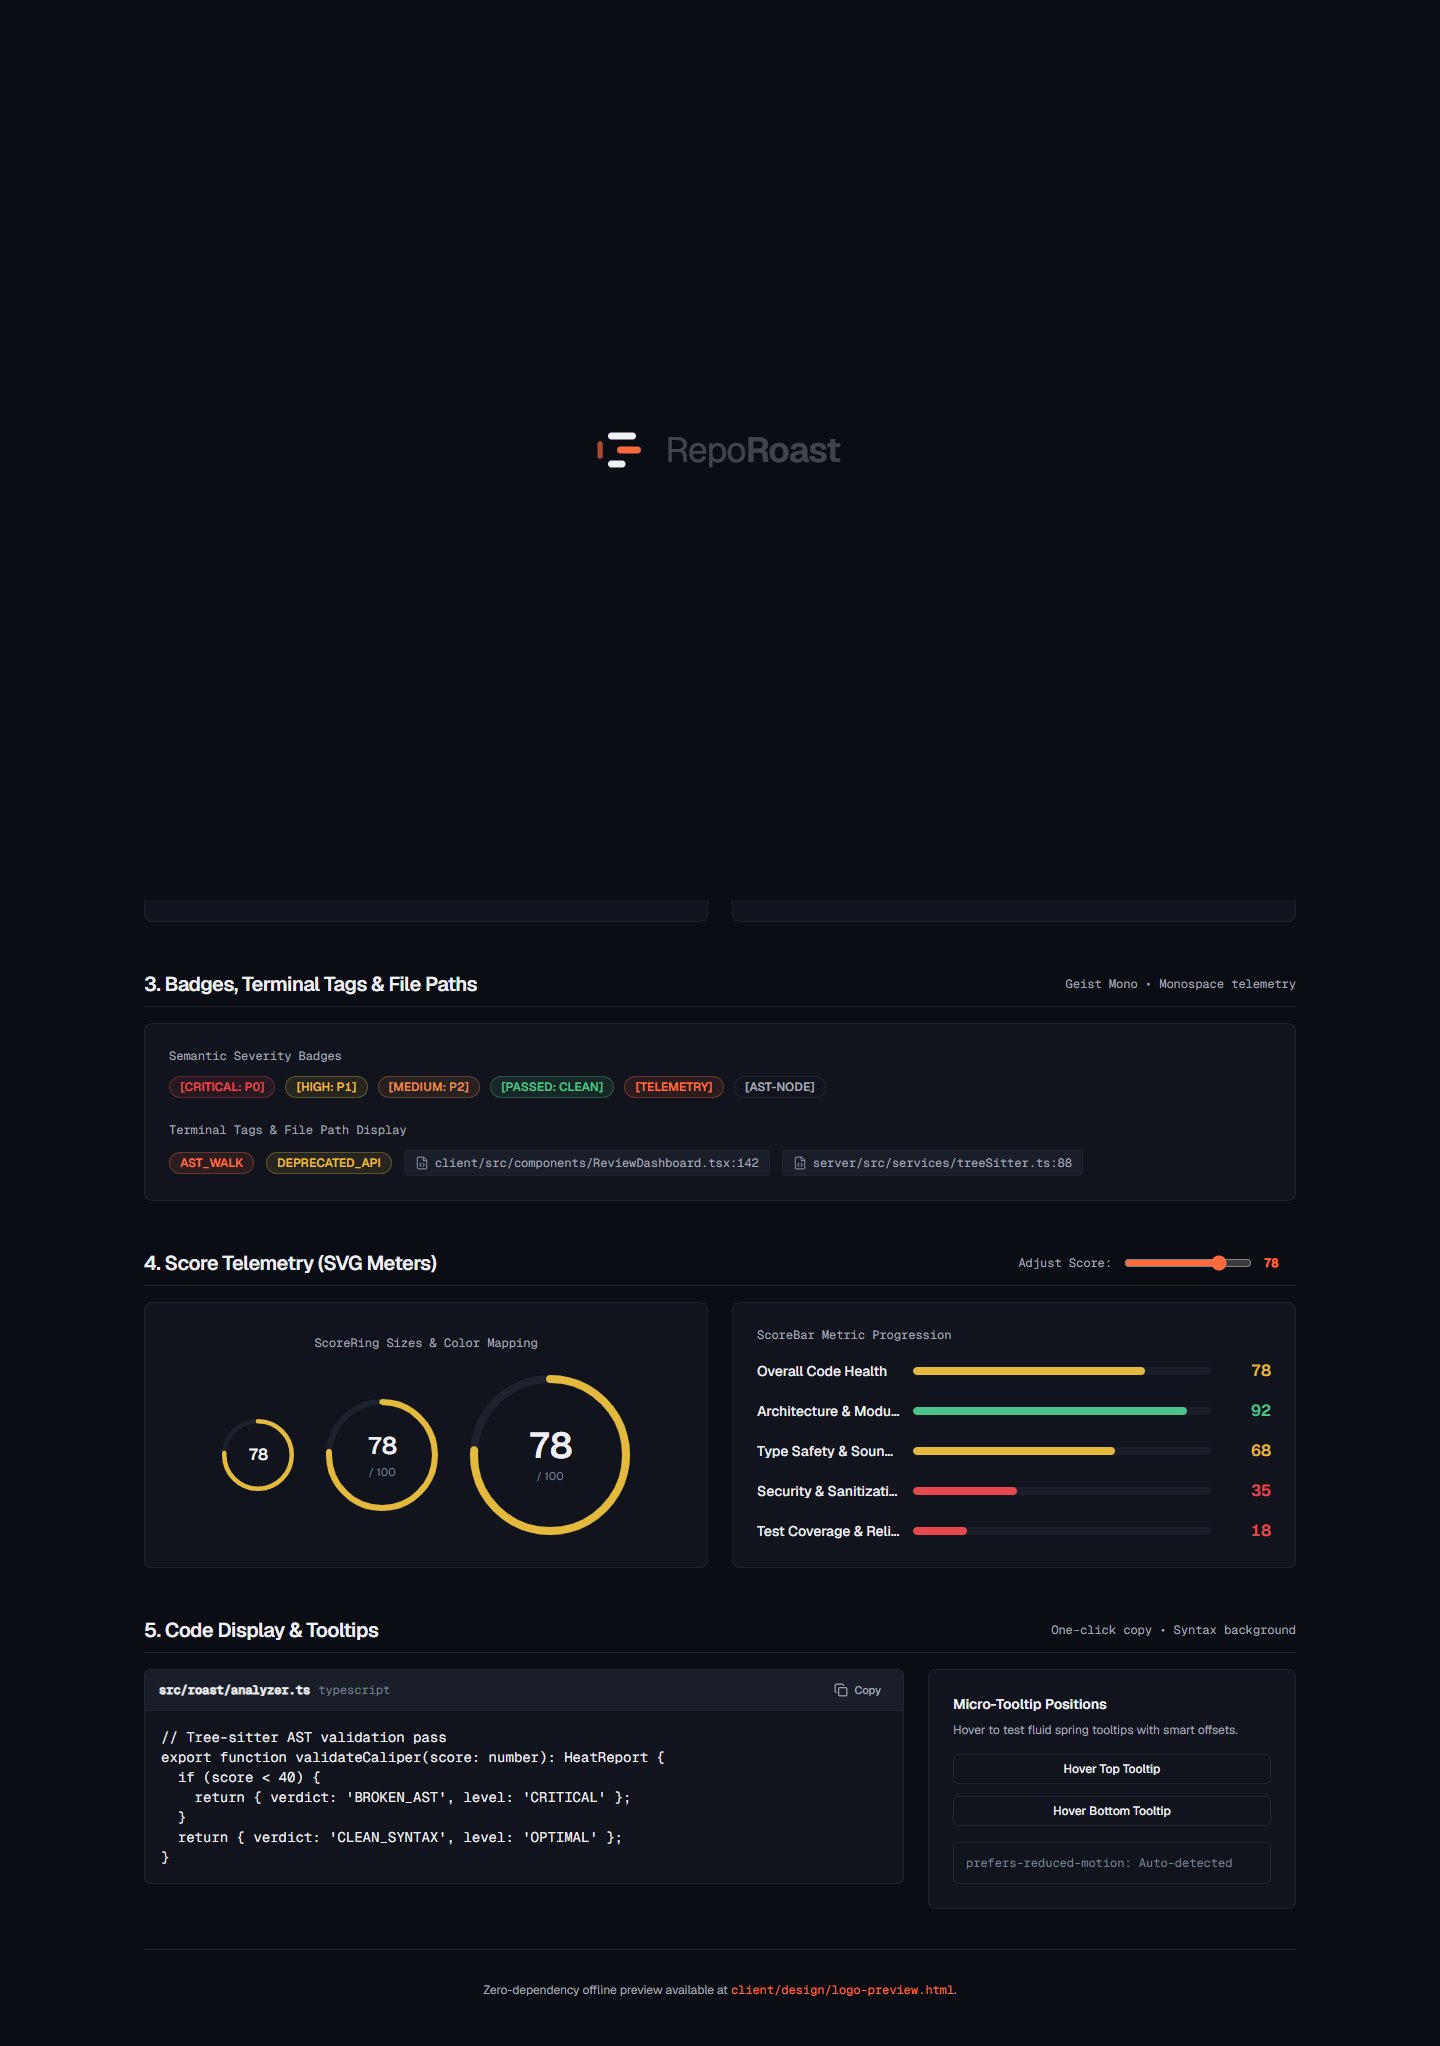 RepoRoast
3. Badges, Terminal Tags & File Paths
Geist Mono • Monospace telemetry
Semantic Severity Badges
[CRITICAL: P0] [HIGH: P1] [MEDIUM: P2] [PASSED: CLEAN] [TELEMETRY] [AST-NODE]
Terminal Tags & File Path Display
AST_WALK DEPRECATED_API client/src/components/ReviewDashboard.tsx:142 server/src/services/treeSitter.ts:88
4. Score Telemetry (SVG Meters)
Adjust Score: 78
ScoreRing Sizes & Color Mapping
78
78
/ 100
78
/ 100
ScoreBar Metric Progression
Overall Code Health 78
Architecture & Modu... 92
Type Safety & Soun... 68
Security & Sanitizati... 35
Test Coverage & Reli... 18
5. Code Display & Tooltips
One-click copy • Syntax background
src/roast/analyzer.ts typescript Copy
// Tree-sitter AST validation pass
export function validateCaliper(score: number): HeatReport {
  if (score < 40) {
    return { verdict: 'BROKEN_AST', level: 'CRITICAL' };
  }
  return { verdict: 'CLEAN_SYNTAX', level: 'OPTIMAL' };
}
Micro-Tooltip Positions
Hover to test fluid spring tooltips with smart offsets.
Hover Top Tooltip
Hover Bottom Tooltip
prefers-reduced-motion: Auto-detected
Zero-dependency offline preview available at client/design/logo-preview.html.